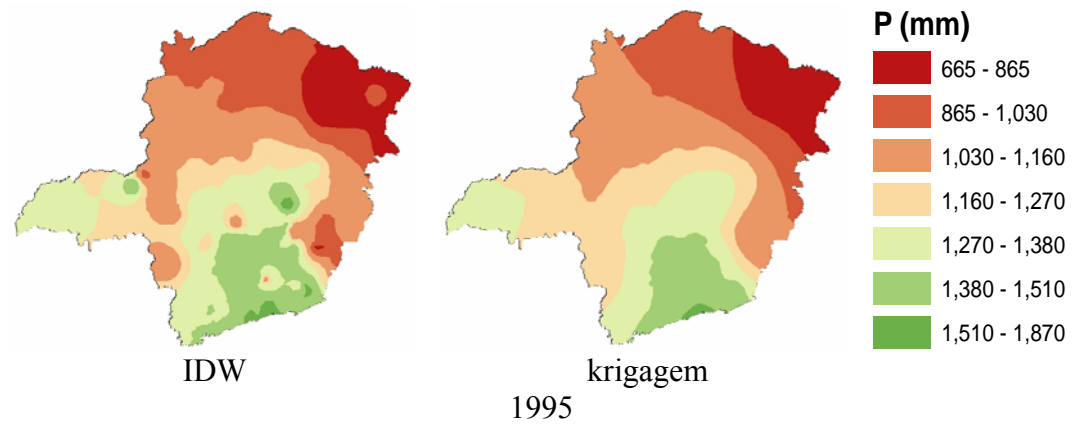 P (mm)
665 - 865
865 - 1,030
1,030 - 1,160
1,160 - 1,270
1,270 - 1,380
1,380 - 1,510
1,510 - 1,870
IDW
krigagem
1995